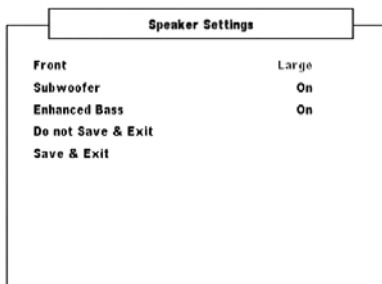 Speaker Settings
Front Large
Subwoofer On
Enhanced Bass On
Do not Save & Exit
Save & Exit